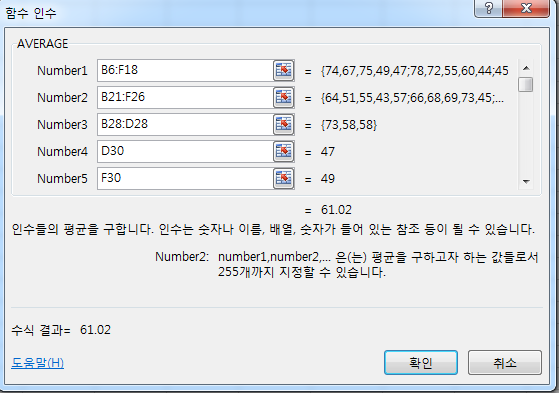 함수 인수
AVERAGE
Number1 B6:F18 = {74,67,75,49,47;78,72,55,60,44;45
Number2 B21:F26 = {64,51,55,43,57;66,68,69,73,45;...
Number3 B28:D28 = {73,58,58}
Number4 D30 = 47
Number5 F30 = 49
= 61.02
인수들의 평균을 구합니다. 인수는 숫자나 이름, 배열, 숫자가 들어 있는 참조 등이 될 수 있습니다.
Number2: number1,number2,... 은(는) 평균을 구하고자 하는 값들로서
255개까지 지정할 수 있습니다.
수식 결과= 61.02
도움말(H)
확인
취소